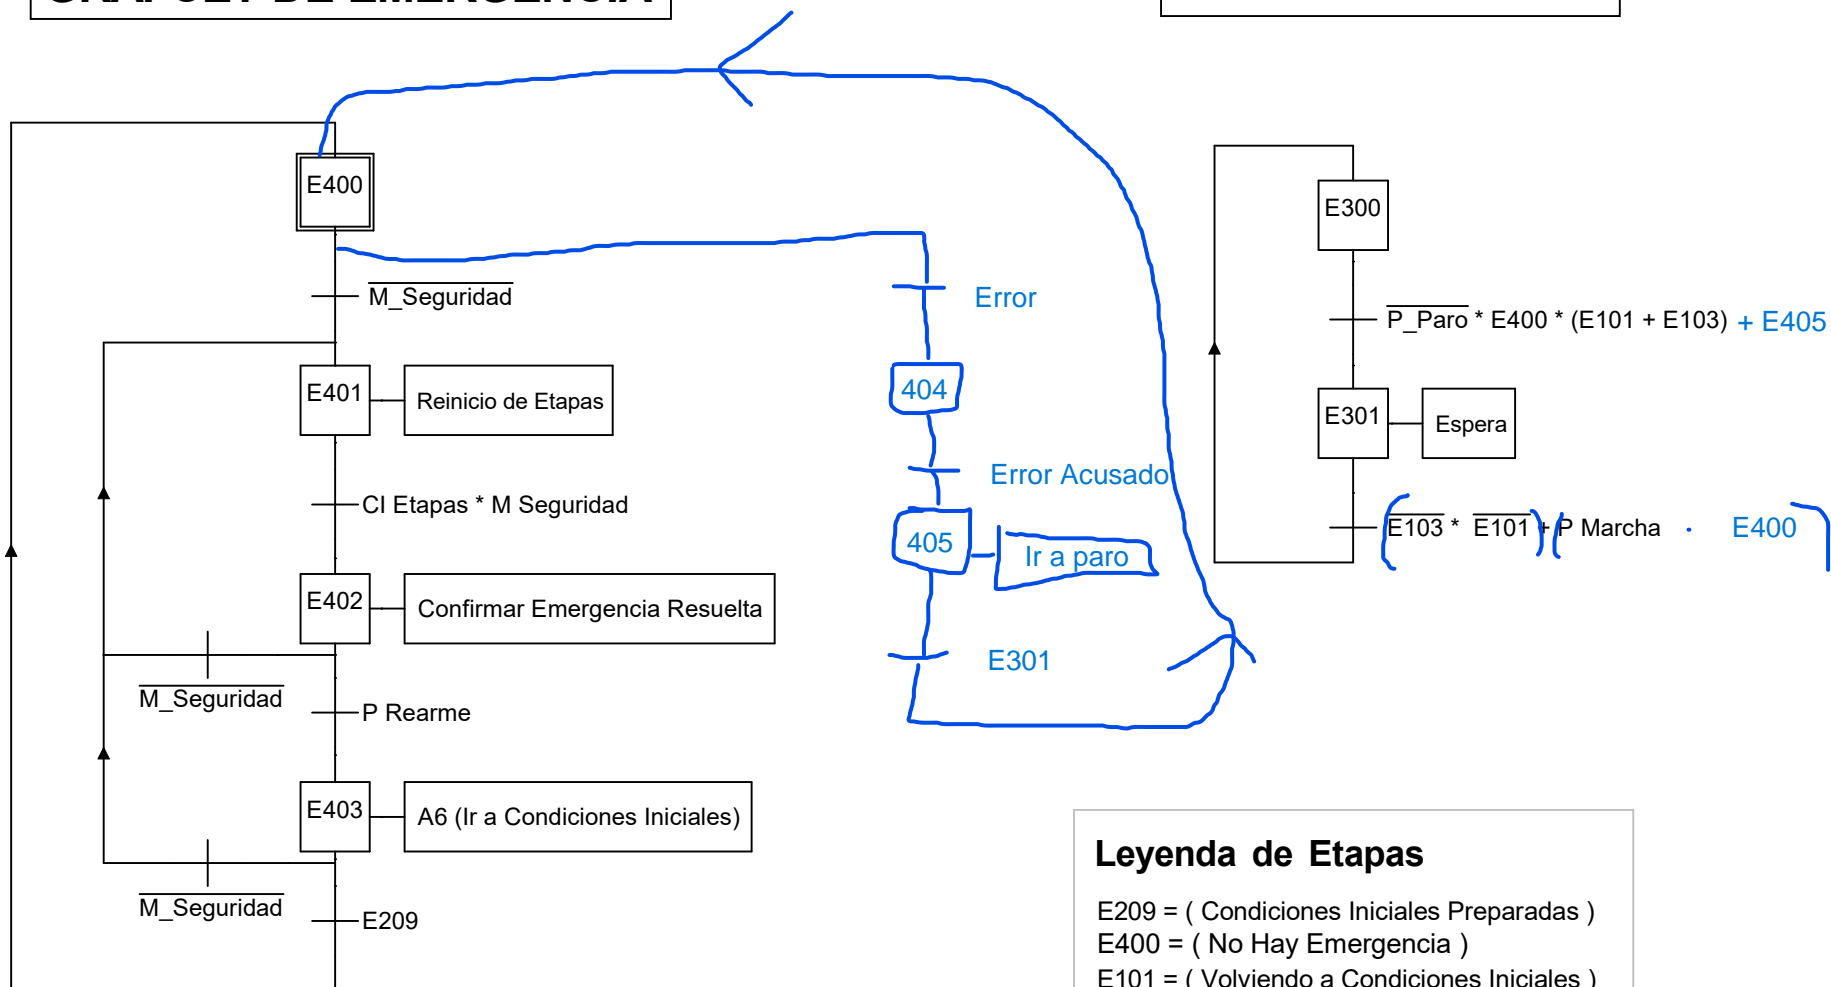 GRAFCET DE EMERGENCIA
E400
M_Seguridad
E401
Reinicio de Etapas
CI Etapas * M Seguridad
E402
Confirmar Emergencia Resuelta
M_Seguridad
P Rearme
E403
A6 (Ir a Condiciones Iniciales)
M_Seguridad
E209
Error
404
Error Acusado
405
Ir a paro
E301
E300
P_Paro * E400 * (E101 + E103) + E405
E301
Espera
(E103 * E101) + (P Marcha · E400)
Leyenda de Etapas
E209 = ( Condiciones Iniciales Preparadas )
E400 = ( No Hay Emergencia )
E101 = ( Volviendo a Condiciones Iniciales )